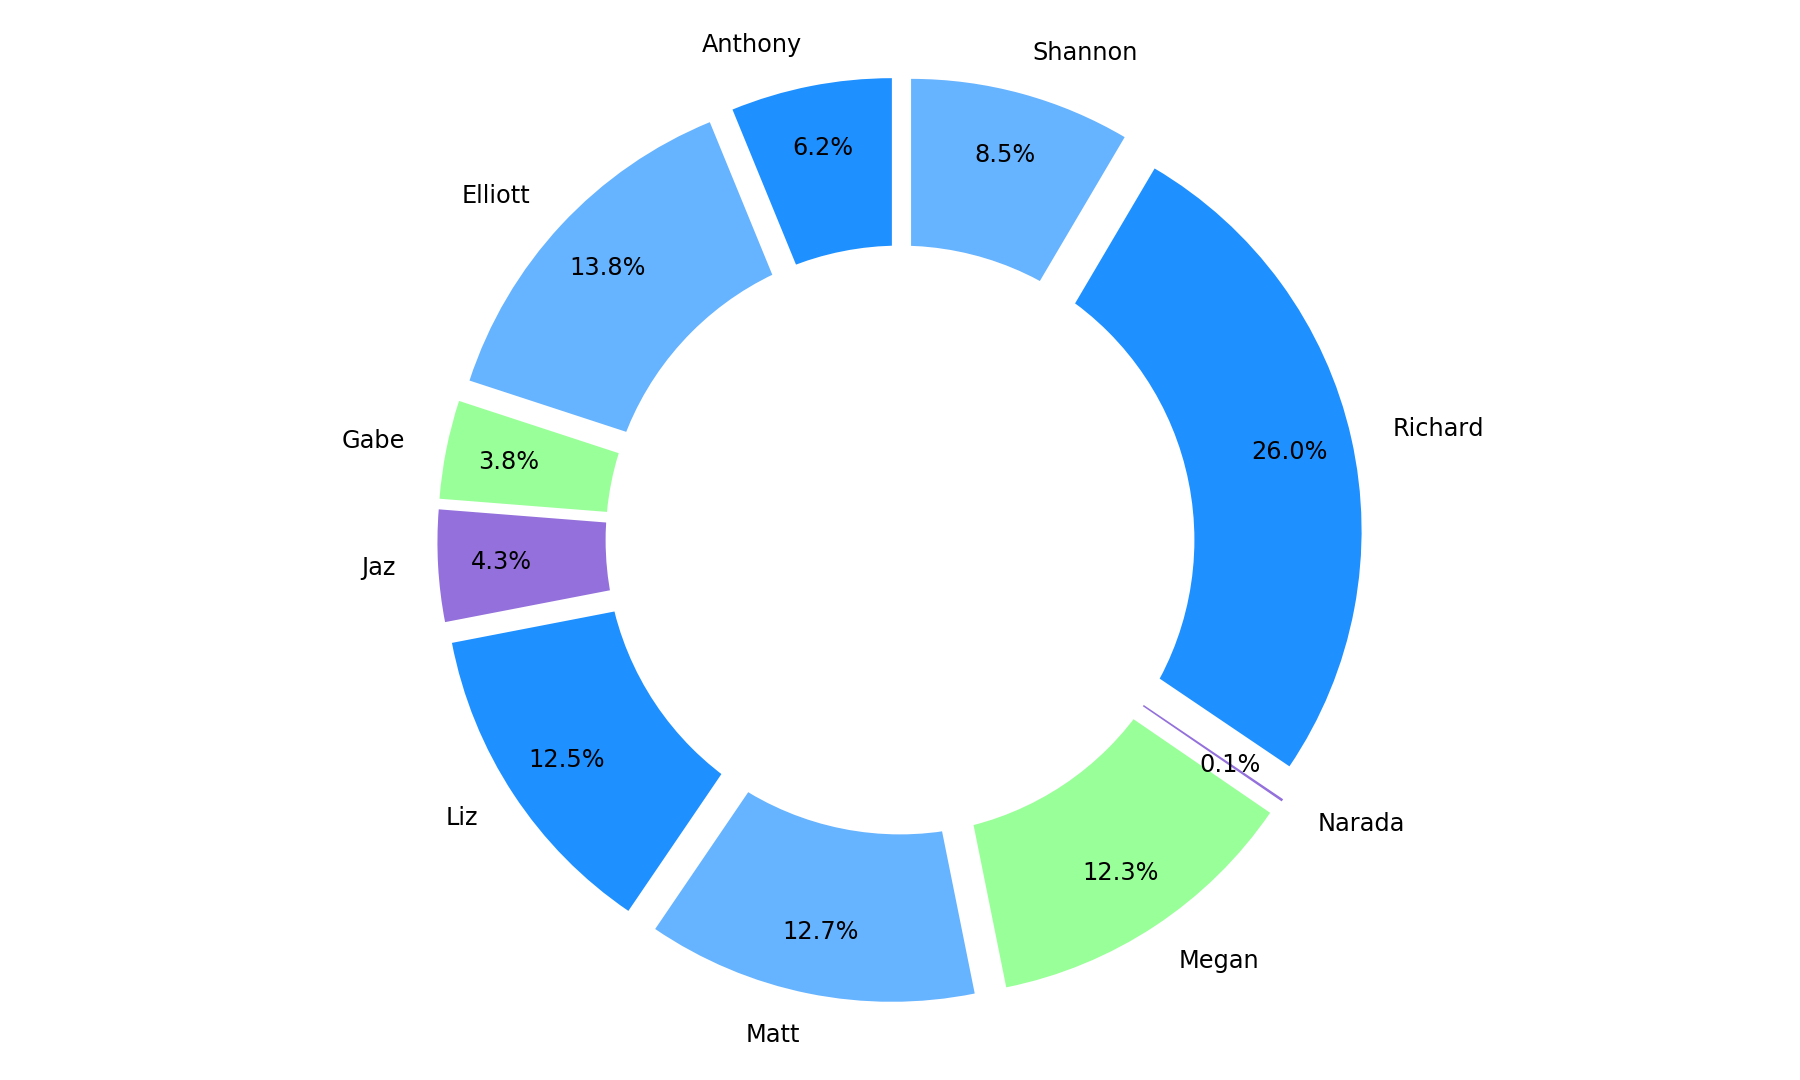 Anthony
Shannon
6.2%
8.5%
Elliott
13.8%
Richard
26.0%
Gabe
3.8%
Jaz
4.3%
Liz
12.5%
0.1%
Narada
Megan
12.3%
Matt
12.7%